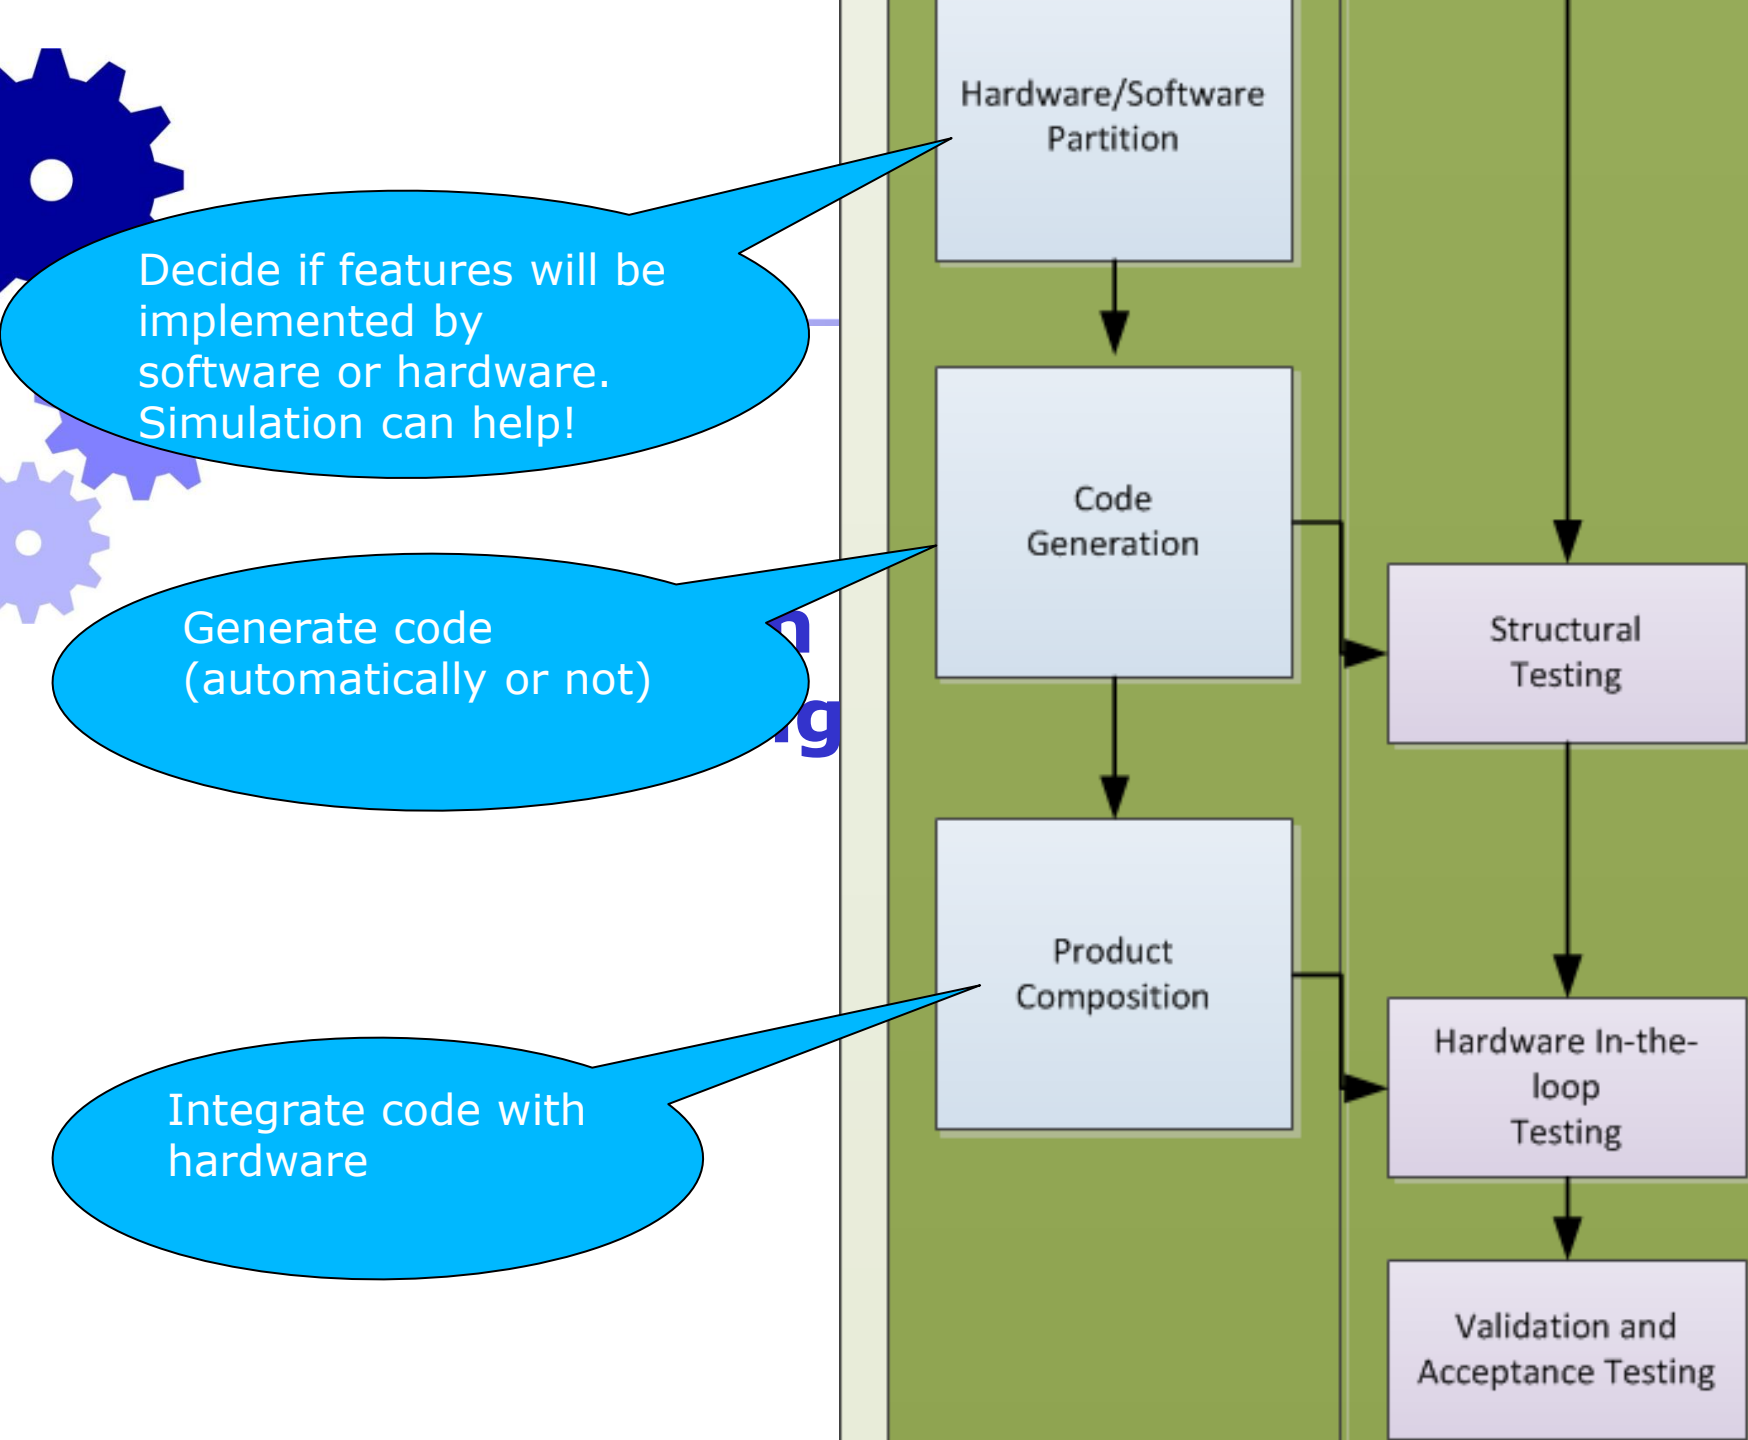 Hardware/Software
Partition
Decide if features will be
implemented by
software or hardware.
Simulation can help!
Code
Generation
Generate code
(automatically or not)
Structural
Testing
Product
Composition
Integrate code with
hardware
Hardware In-the-
loop
Testing
Validation and
Acceptance Testing